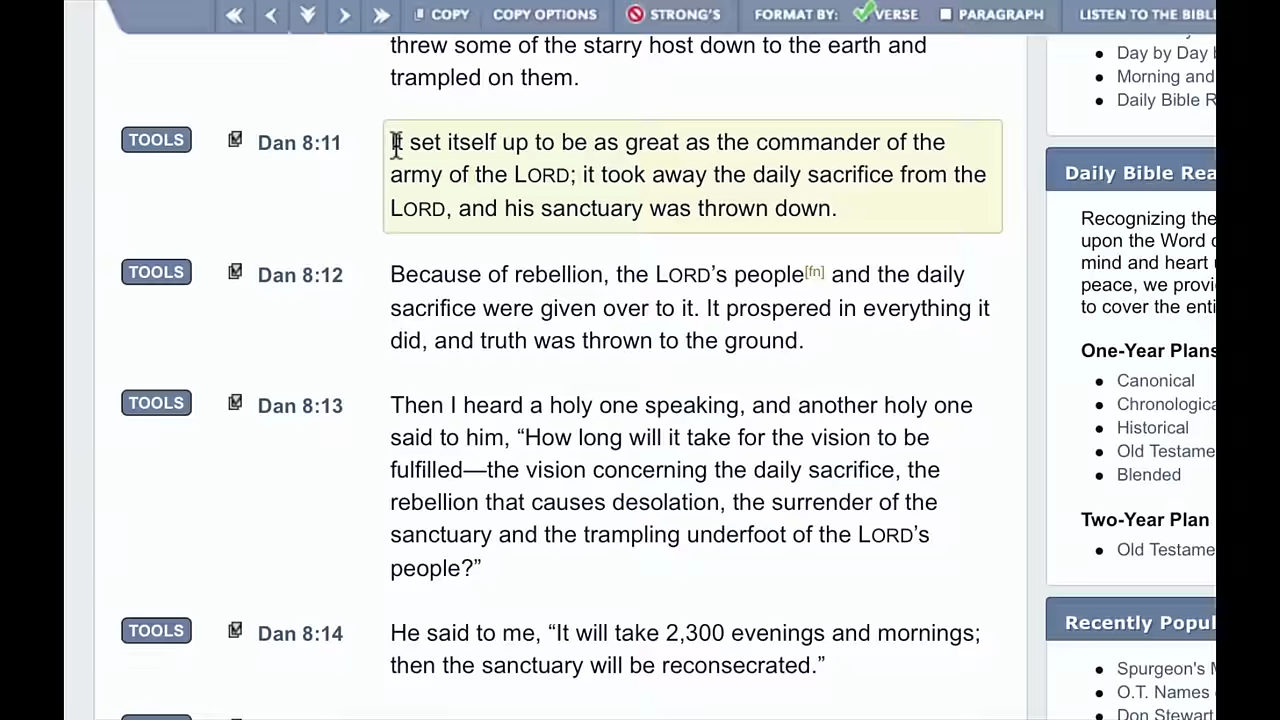 COPY COPY OPTIONS STRONG'S FORMAT BY: VERSE PARAGRAPH LISTEN TO THE BIBL
threw some of the starry host down to the earth and
trampled on them.
TOOLS Dan 8:11 It set itself up to be as great as the commander of the
army of the LORD; it took away the daily sacrifice from the
LORD, and his sanctuary was thrown down.
TOOLS Dan 8:12 Because of rebellion, the LORD’s people[fn] and the daily
sacrifice were given over to it. It prospered in everything it
did, and truth was thrown to the ground.
TOOLS Dan 8:13 Then I heard a holy one speaking, and another holy one
said to him, “How long will it take for the vision to be
fulfilled—the vision concerning the daily sacrifice, the
rebellion that causes desolation, the surrender of the
sanctuary and the trampling underfoot of the LORD’s
people?”
TOOLS Dan 8:14 He said to me, “It will take 2,300 evenings and mornings;
then the sanctuary will be reconsecrated.”
Day by Day
Morning and
Daily Bible R
Daily Bible Rea
Recognizing the
upon the Word
mind and heart
peace, we provi
to cover the enti
One-Year Plans
Canonical
Chronologica
Historical
Old Testame
Blended
Two-Year Plan
Old Testame
Recently Popul
Spurgeon's M
O.T. Names
Don Stewart